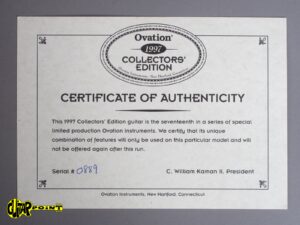 Ovation®
1997
COLLECTORS'
EDITION
CERTIFICATE OF AUTHENTICITY
This 1997 Collectors' Edition guitar is the seventeenth in a series of special
limited production Ovation instruments. We certify that its unique
combination of features will only be used on this particular model and will
not be offered again after this run.
Serial # 0889
C. William Kaman II, President
Ovation Instruments, New Hartford, Connecticut
GUITAR POINT